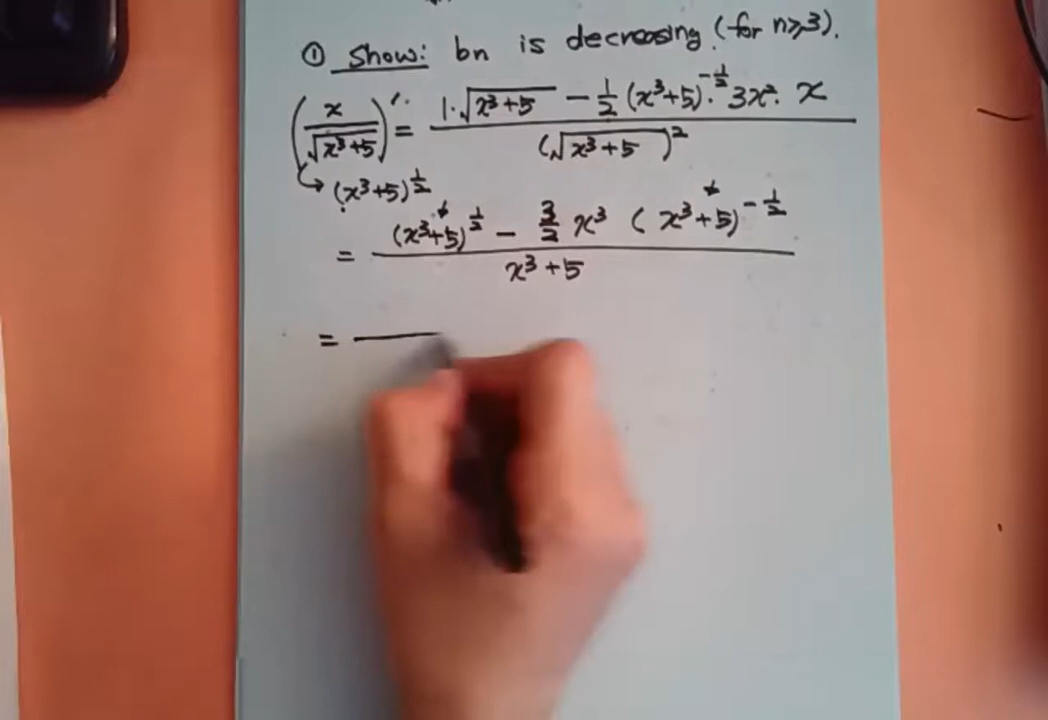 ① Show: bn is decreasing. (for n≥3).
(x/√(x³+5))' = (1·√(x³+5) − 1/2 (x³+5)^(-1/2) · 3x² · x)/(√(x³+5))²
↳ (x³+5)^(1/2)
= ((x³+5)^(1/2) − 3/2 x³ (x³+5)^(-1/2))/(x³+5)
=